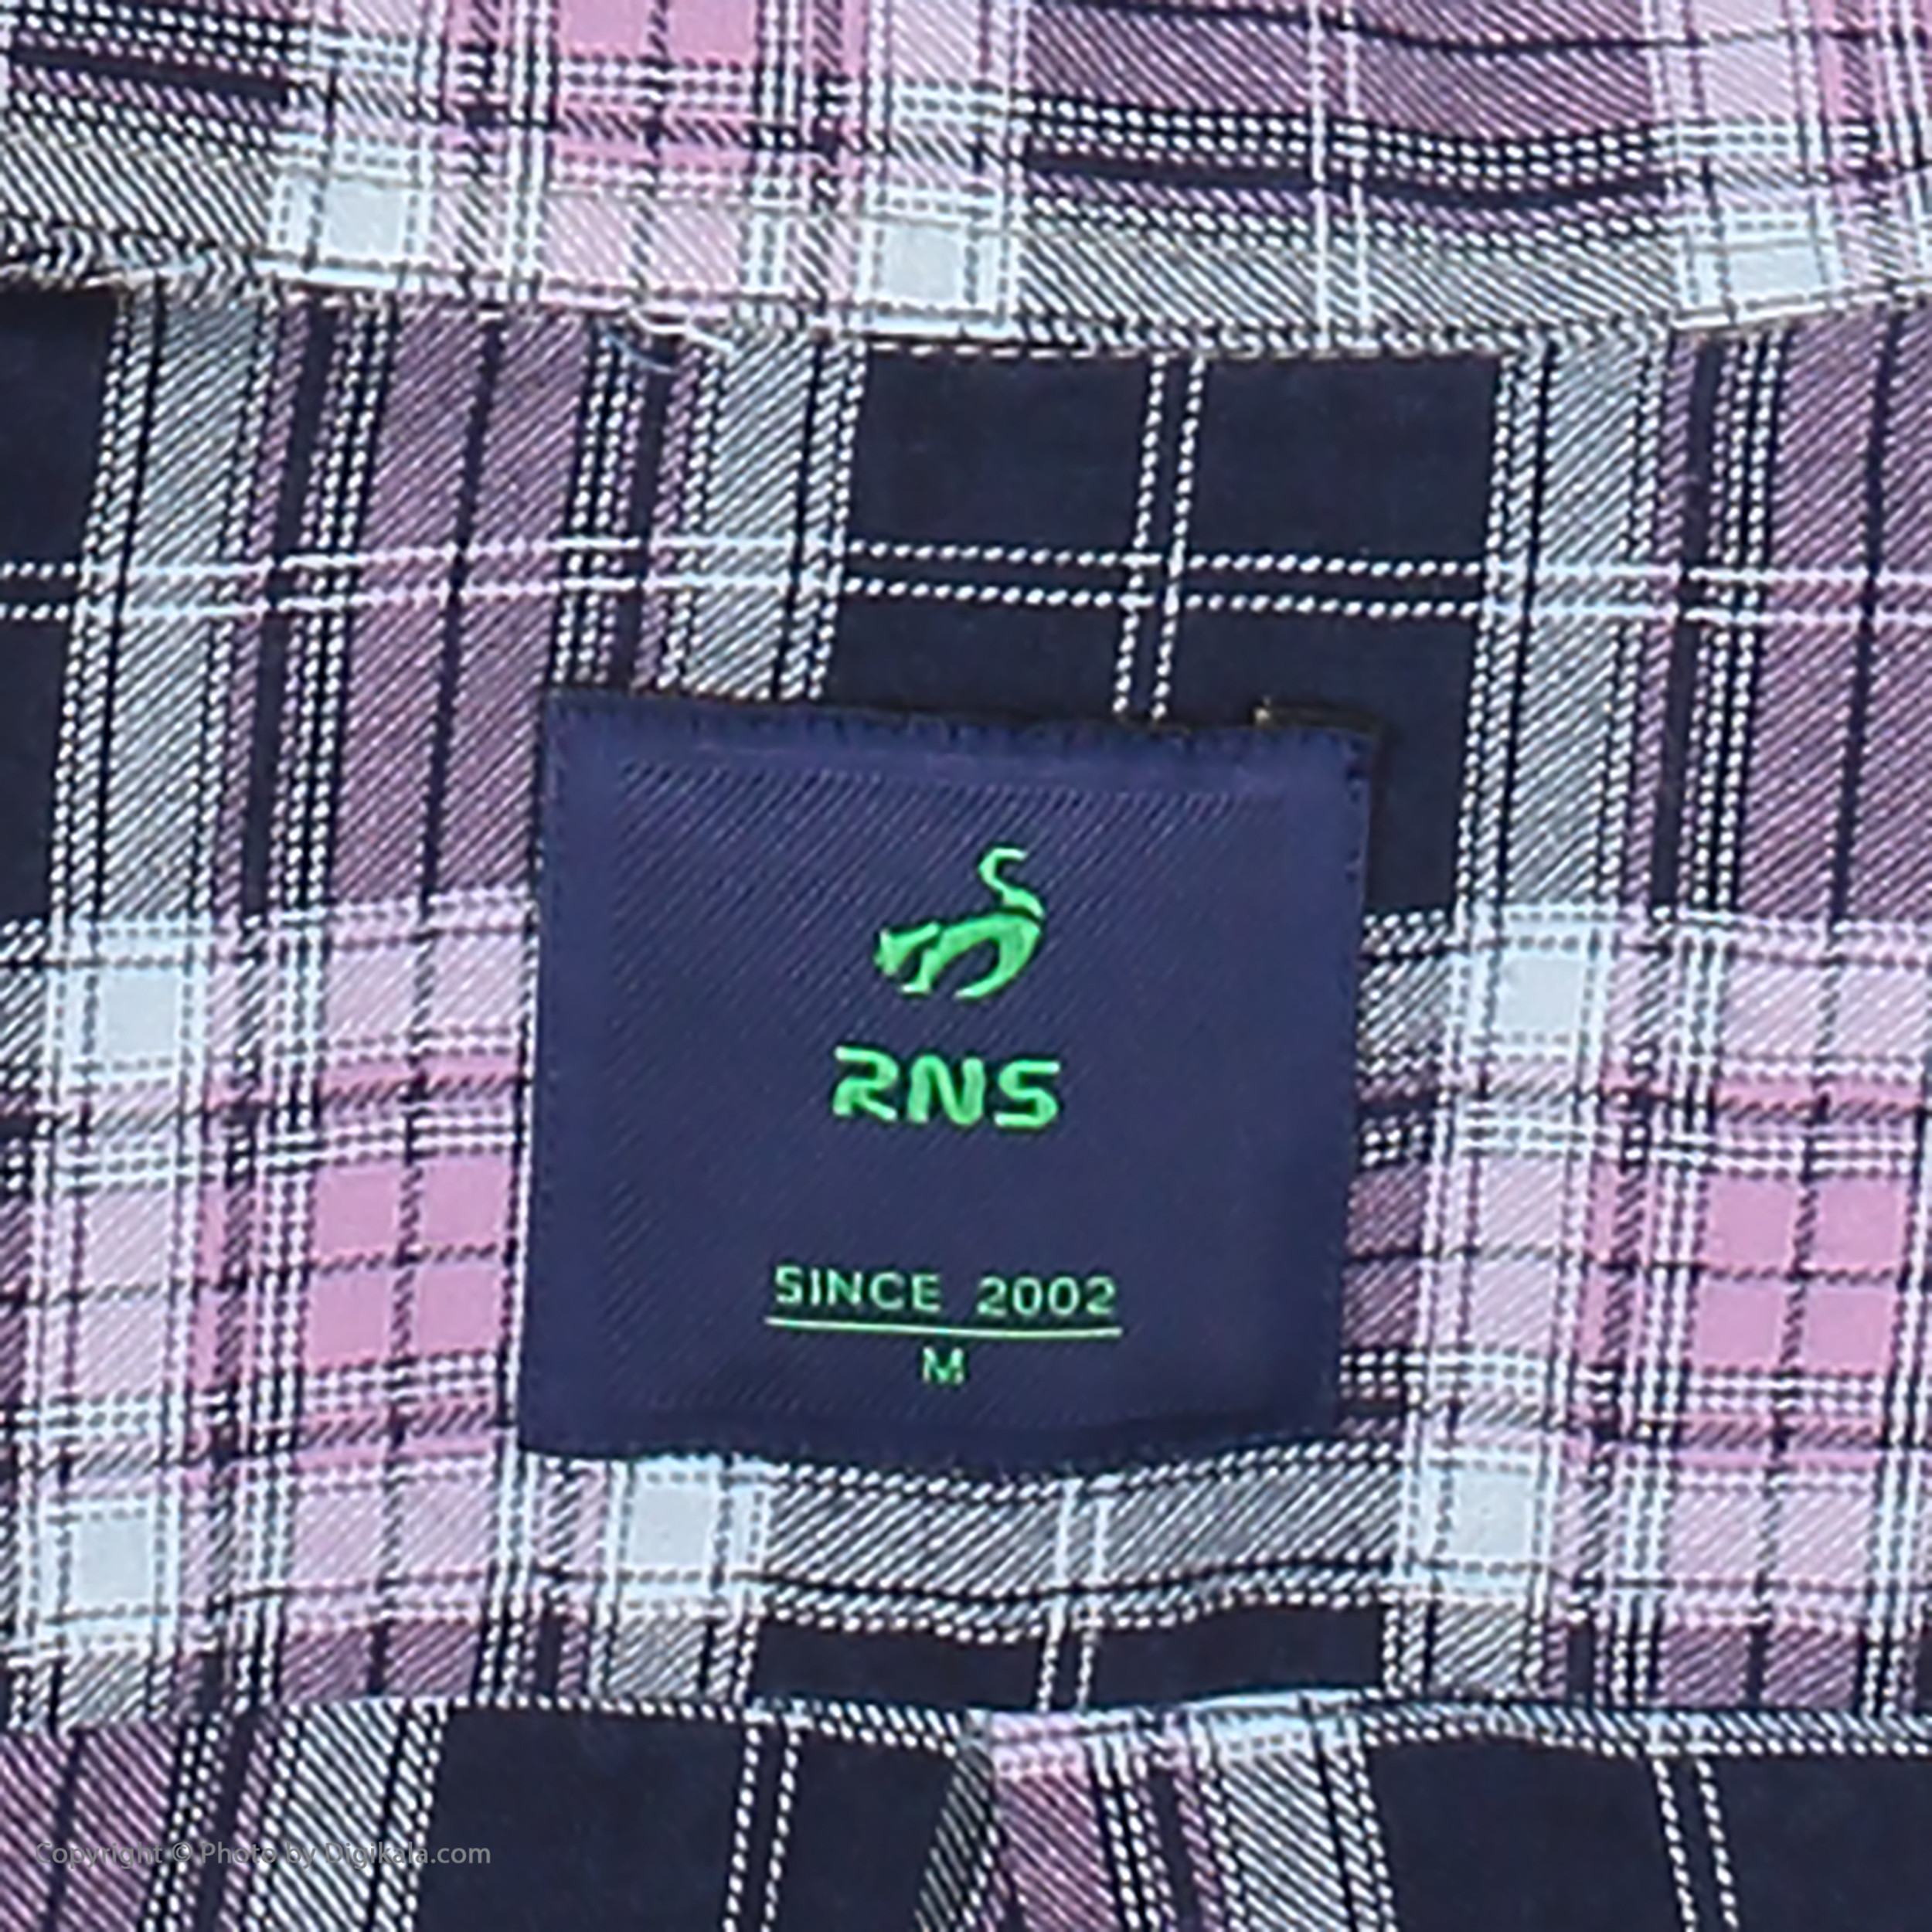 RNS
SINCE 2002
M
Copyright © Photo by Digikala.com